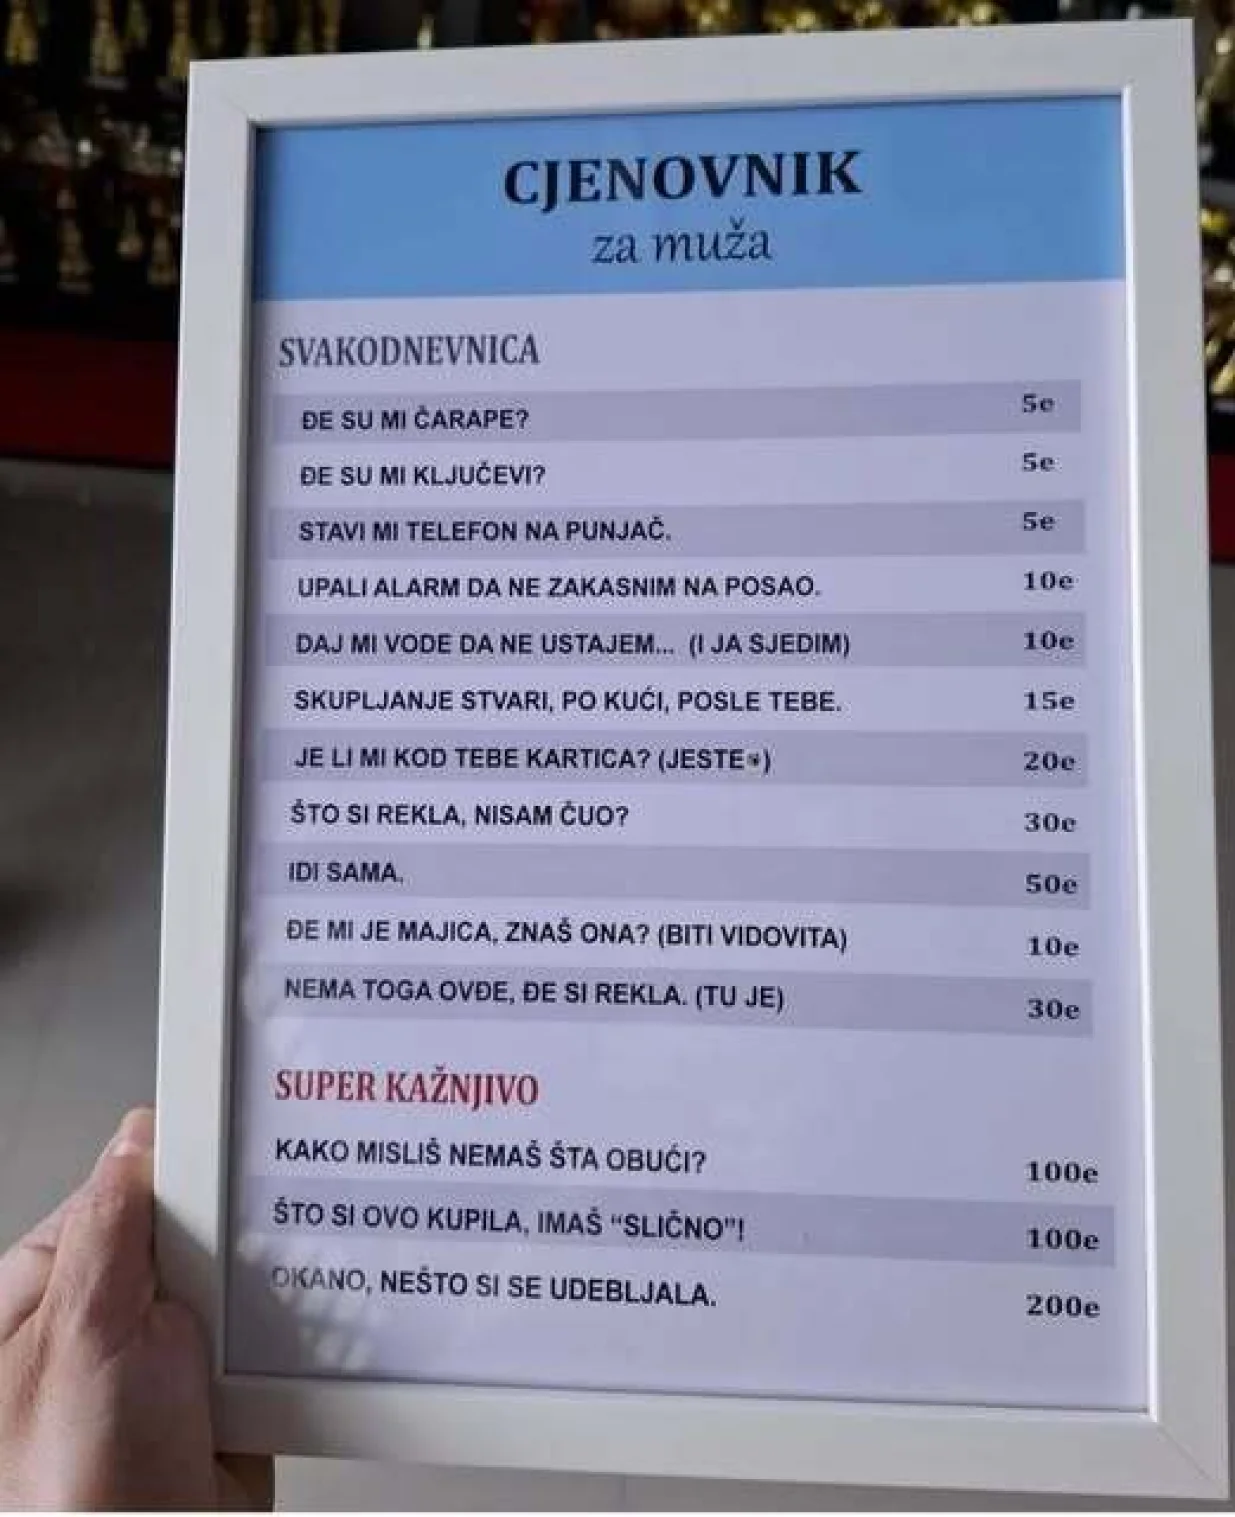 CJENOVNIK
za muža
SVAKODNEVNICA
ĐE SU MI ČARAPE? 5e
ĐE SU MI KLJUČEVI? 5e
STAVI MI TELEFON NA PUNJAČ. 5e
UPALI ALARM DA NE ZAKASNIM NA POSAO. 10e
DAJ MI VODE DA NE USTAJEM... (I JA SJEDIM) 10e
SKUPLJANJE STVARI, PO KUĆI, POSLE TEBE. 15e
JE LI MI KOD TEBE KARTICA? (JESTE) 20e
ŠTO SI REKLA, NISAM ČUO? 30e
IDI SAMA. 50e
ĐE MI JE MAJICA, ZNAŠ ONA? (BITI VIDOVITA) 10e
NEMA TOGA OVĐE, ĐE SI REKLA. (TU JE) 30e
SUPER KAŽNJIVO
KAKO MISLIŠ NEMAŠ ŠTA OBUĆI? 100e
ŠTO SI OVO KUPILA, IMAŠ “SLIČNO”! 100e
OKANO, NEŠTO SI SE UDEBLJALA. 200e